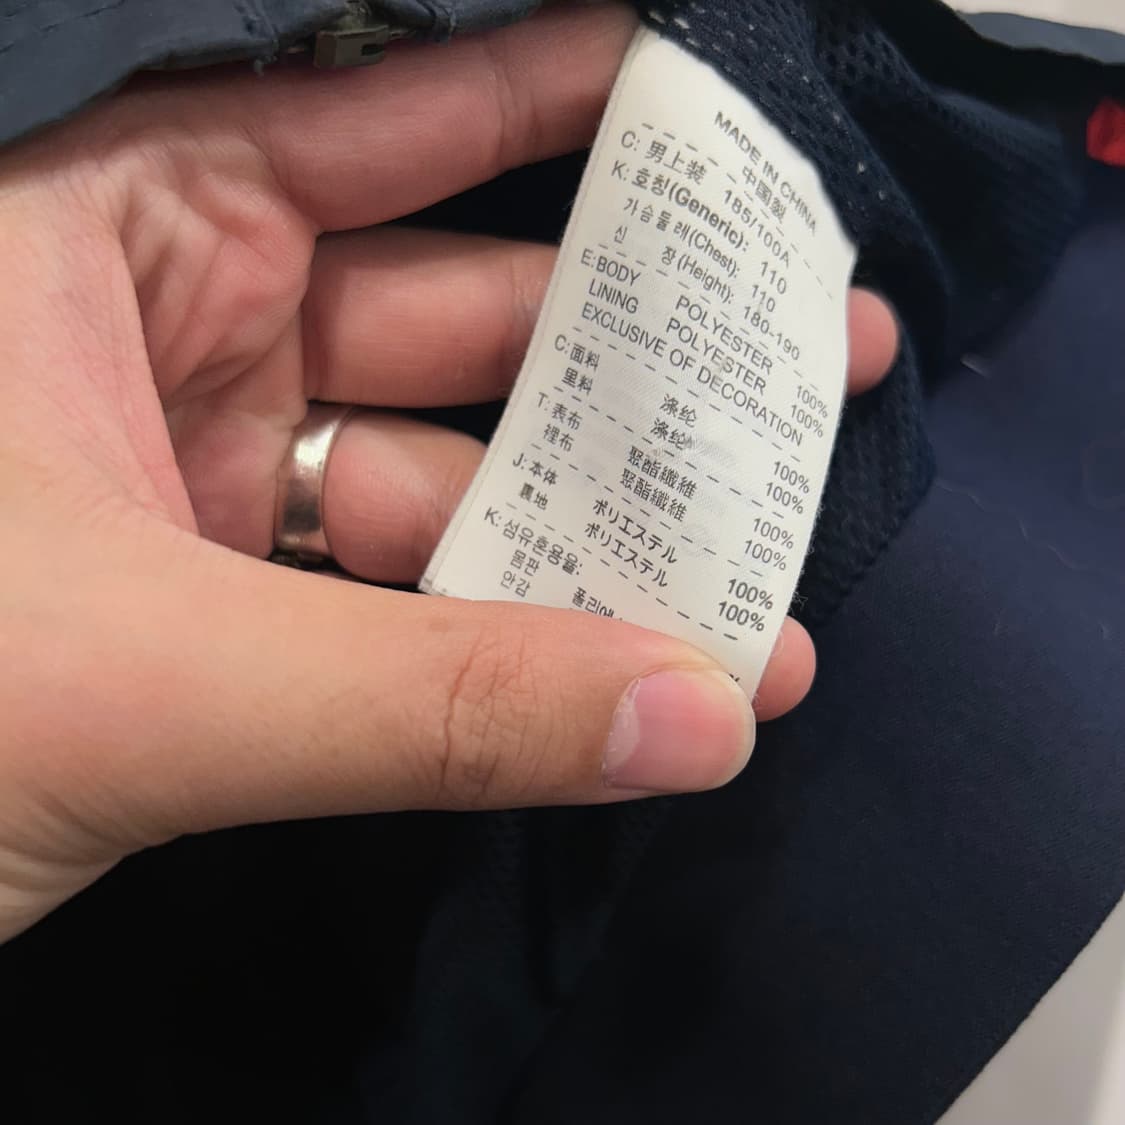 MADE IN CHINA
中国製
C: 男上装 185/100A
K: 호칭(Generic): 110
가슴둘레(Chest): 110
신 장(Height): 180~190
E:BODY POLYESTER 100%
LINING POLYESTER 100%
EXCLUSIVE OF DECORATION
C:面料 涤纶 100%
里料 涤纶 100%
T:表布 聚酯纖維 100%
裡布 聚酯纖維 100%
J:本体 ポリエステル 100%
裏地 ポリエステル 100%
K:섬유혼용율:
몸판 폴리에
안감